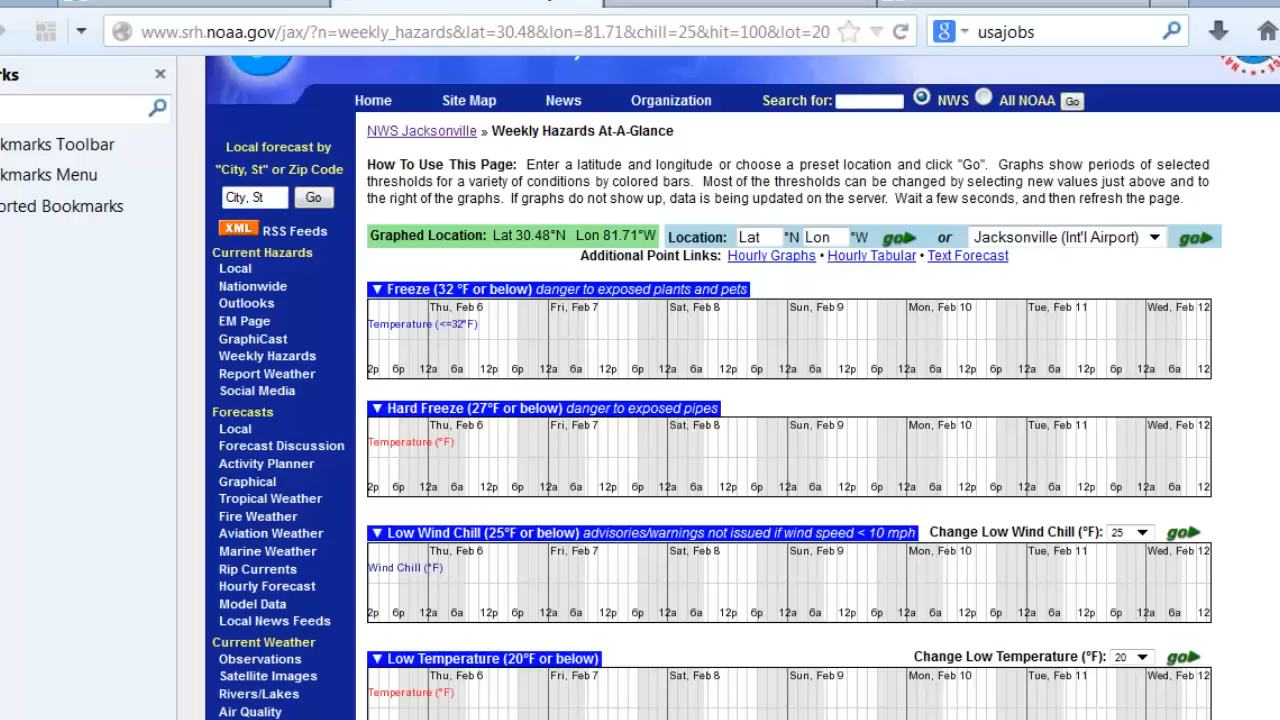 www.srh.noaa.gov/jax/?n=weekly_hazards&lat=30.48&lon=81.71&chill=25&hit=100&lot=20
usajobs
ks
kmarks Toolbar
kmarks Menu
orted Bookmarks
Home Site Map News Organization Search for: NWS All NOAA Go
Local forecast by
"City, St" or Zip Code
City, St Go
XML RSS Feeds
Current Hazards
Local
Nationwide
Outlooks
EM Page
GraphiCast
Weekly Hazards
Report Weather
Social Media
Forecasts
Local
Forecast Discussion
Activity Planner
Graphical
Tropical Weather
Fire Weather
Aviation Weather
Marine Weather
Rip Currents
Hourly Forecast
Model Data
Local News Feeds
Current Weather
Observations
Satellite Images
Rivers/Lakes
Air Quality
NWS Jacksonville » Weekly Hazards At-A-Glance
How To Use This Page: Enter a latitude and longitude or choose a preset location and click "Go". Graphs show periods of selected
thresholds for a variety of conditions by colored bars. Most of the thresholds can be changed by selecting new values just above and to
the right of the graphs. If graphs do not show up, data is being updated on the server. Wait a few seconds, and then refresh the page.
Graphed Location: Lat 30.48°N Lon 81.71°W Location: Lat °N Lon °W go or Jacksonville (Int'l Airport) go
Additional Point Links: Hourly Graphs • Hourly Tabular • Text Forecast
▼ Freeze (32 °F or below) danger to exposed plants and pets
Thu, Feb 6 Fri, Feb 7 Sat, Feb 8 Sun, Feb 9 Mon, Feb 10 Tue, Feb 11 Wed, Feb 12
Temperature (<=32°F)
2p 6p 12a 6a 12p 6p 12a 6a 12p 6p 12a 6a 12p 6p 12a 6a 12p 6p 12a 6a 12p 6p 12a 6a 12p 6p 12a 6a 12
▼ Hard Freeze (27°F or below) danger to exposed pipes
Thu, Feb 6 Fri, Feb 7 Sat, Feb 8 Sun, Feb 9 Mon, Feb 10 Tue, Feb 11 Wed, Feb 12
Temperature (°F)
2p 6p 12a 6a 12p 6p 12a 6a 12p 6p 12a 6a 12p 6p 12a 6a 12p 6p 12a 6a 12p 6p 12a 6a 12p 6p 12a 6a 12
▼ Low Wind Chill (25°F or below) advisories/warnings not issued if wind speed < 10 mph Change Low Wind Chill (°F): 25 go
Thu, Feb 6 Fri, Feb 7 Sat, Feb 8 Sun, Feb 9 Mon, Feb 10 Tue, Feb 11 Wed, Feb 12
Wind Chill (°F)
2p 6p 12a 6a 12p 6p 12a 6a 12p 6p 12a 6a 12p 6p 12a 6a 12p 6p 12a 6a 12p 6p 12a 6a 12p 6p 12a 6a 12
▼ Low Temperature (20°F or below) Change Low Temperature (°F): 20 go
Thu, Feb 6 Fri, Feb 7 Sat, Feb 8 Sun, Feb 9 Mon, Feb 10 Tue, Feb 11 Wed, Feb 12
Temperature (°F)